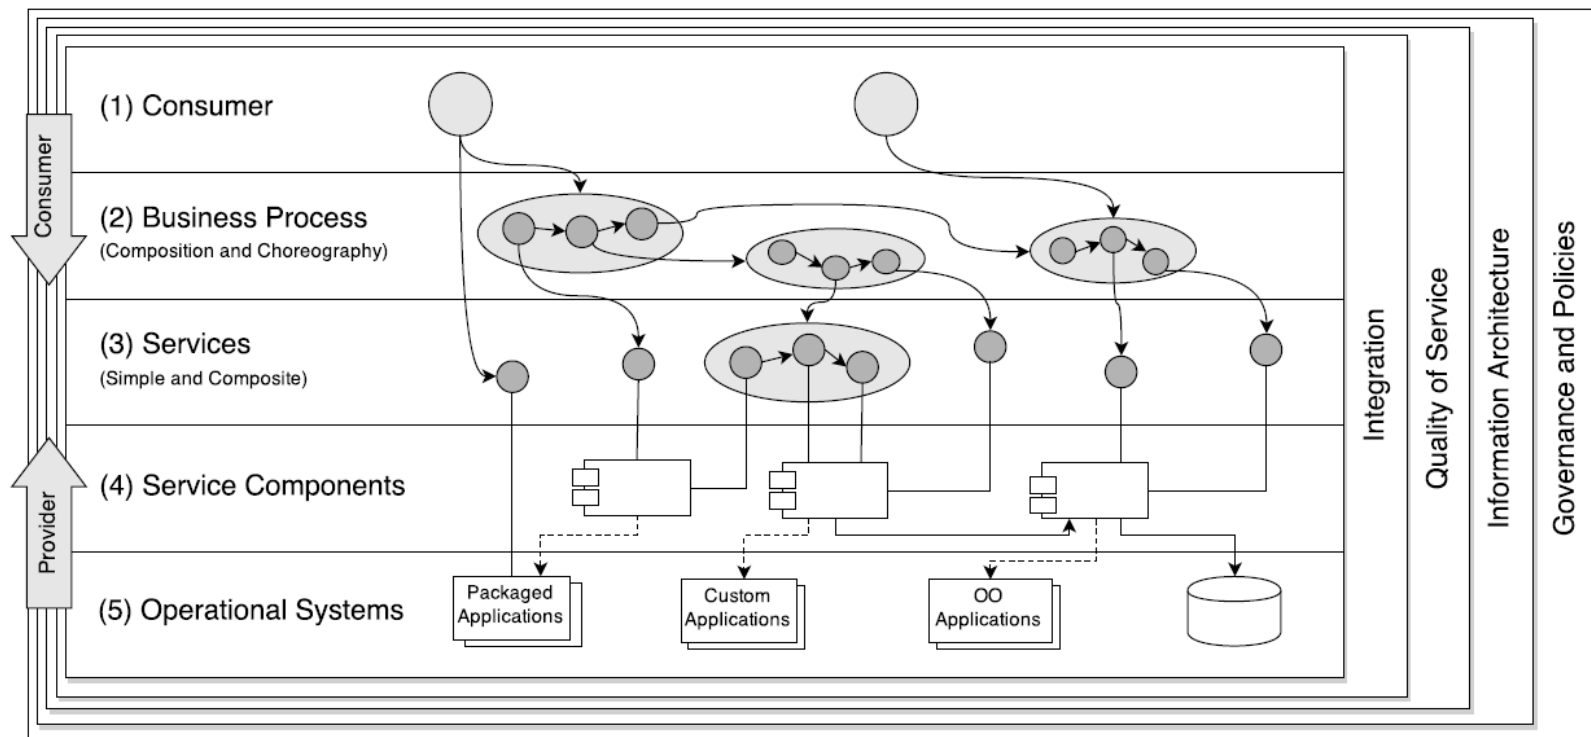 (1) Consumer
(2) Business Process
(Composition and Choreography)
(3) Services
(Simple and Composite)
(4) Service Components
(5) Operational Systems
Packaged
Applications
Custom
Applications
OO
Applications
Consumer
Provider
Integration
Quality of Service
Information Architecture
Governance and Policies